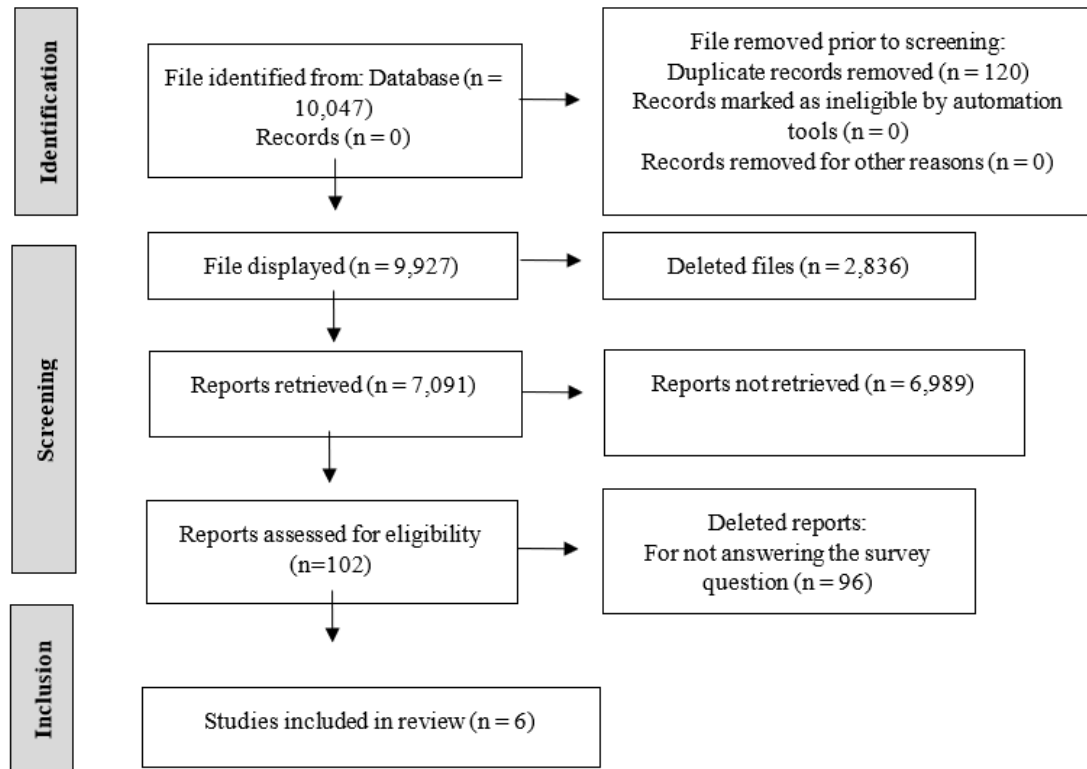 Identification
File identified from: Database (n =
10,047)
Records (n = 0)
File removed prior to screening:
Duplicate records removed (n = 120)
Records marked as ineligible by automation
tools (n = 0)
Records removed for other reasons (n = 0)
Screening
File displayed (n = 9,927)
Deleted files (n = 2,836)
Reports retrieved (n = 7,091)
Reports not retrieved (n = 6,989)
Reports assessed for eligibility
(n=102)
Deleted reports:
For not answering the survey
question (n = 96)
Inclusion
Studies included in review (n = 6)